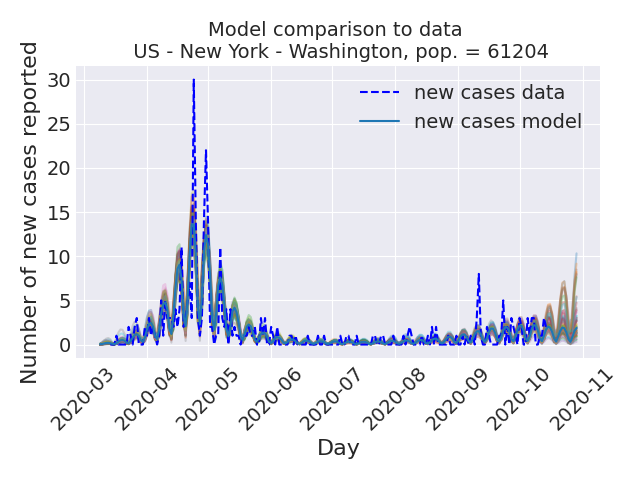 Model comparison to data
US - New York - Washington, pop. = 61204
Number of new cases reported
30
25
20
15
10
5
0
new cases data
new cases model
2020-03
2020-04
2020-05
2020-06
2020-07
2020-08
2020-09
2020-10
2020-11
Day